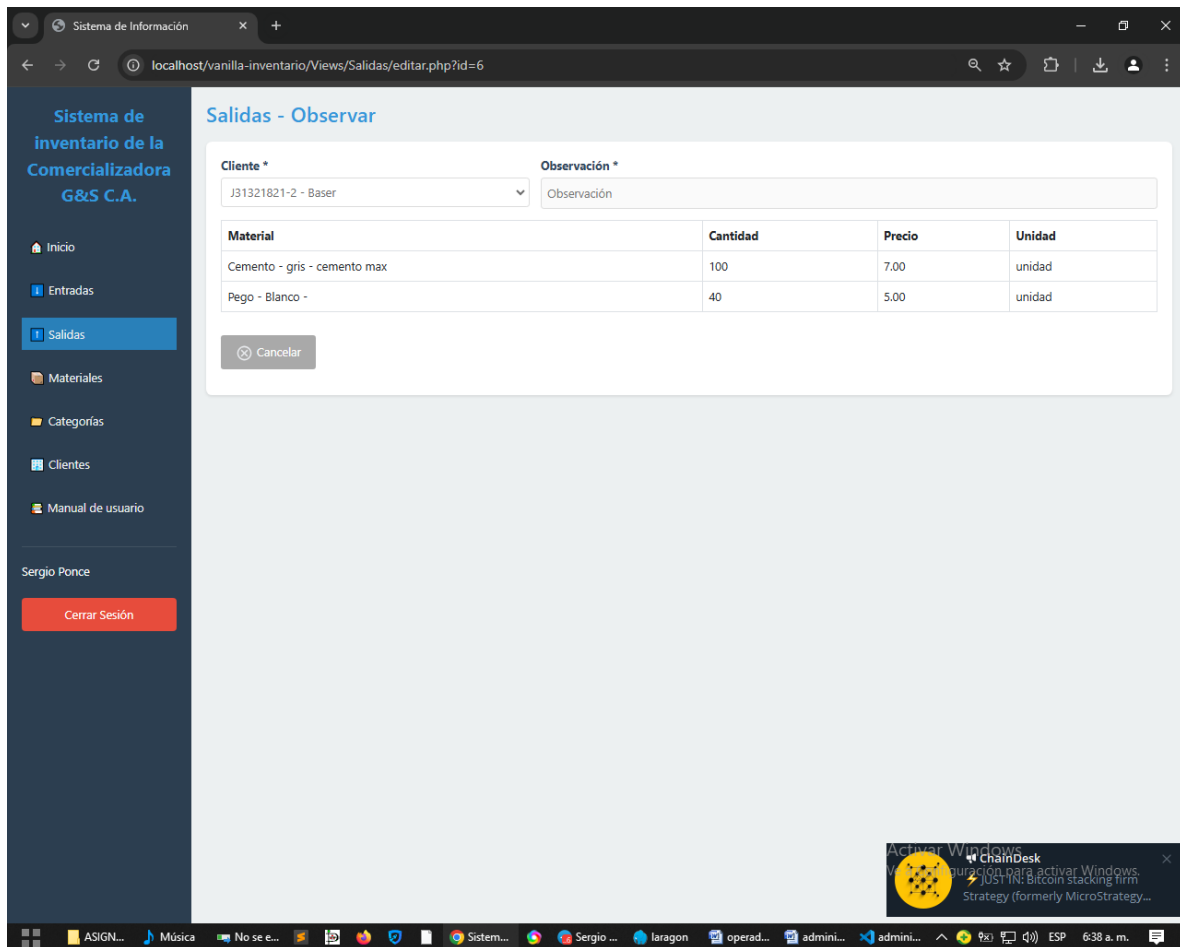 Sistema de Información
localhost/vanilla-inventario/Views/Salidas/editar.php?id=6
Sistema de
inventario de la
Comercializadora
G&S C.A.
Inicio
Entradas
Salidas
Materiales
Categorías
Clientes
Manual de usuario
Sergio Ponce
Cerrar Sesión
Salidas - Observar
Cliente * Observación *
J31321821-2 - Baser Observación
Material Cantidad Precio Unidad
Cemento - gris - cemento max 100 7.00 unidad
Pego - Blanco - 40 5.00 unidad
Cancelar
Activar Windows
para activar Windows.
ChainDesk
JUST IN: Bitcoin stacking firm
Strategy (formerly MicroStrategy...
ASIGN... Música No se e... Sistem... Sergio ... laragon operad... admini... admini... ESP 6:38 a. m.